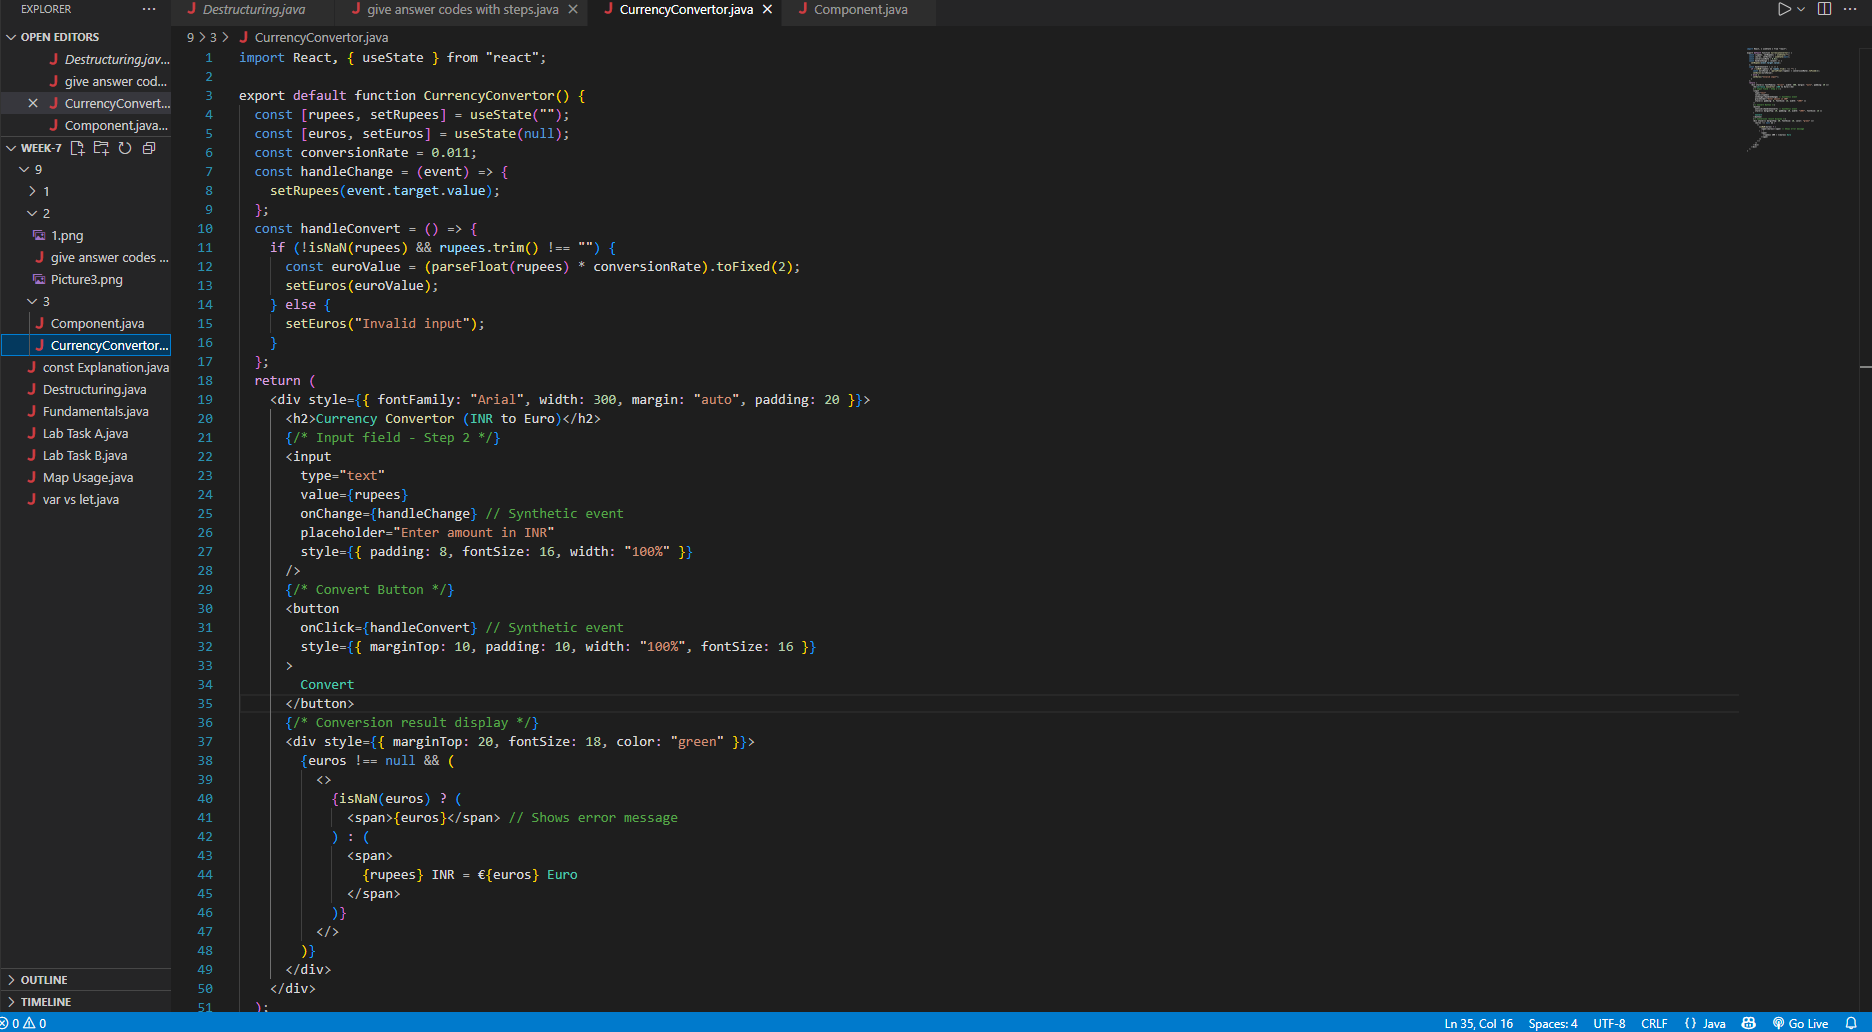 EXPLORER
OPEN EDITORS
Destructuring.jav...
give answer cod...
CurrencyConvert...
Component.java...
WEEK-7
9
1
2
1.png
give answer codes ...
Picture3.png
3
Component.java
CurrencyConvertor...
const Explanation.java
Destructuring.java
Fundamentals.java
Lab Task A.java
Lab Task B.java
Map Usage.java
var vs let.java
OUTLINE
TIMELINE
Destructuring.java
give answer codes with steps.java
CurrencyConvertor.java
Component.java
9 > 3 > CurrencyConvertor.java
1 import React, { useState } from "react";
2
3 export default function CurrencyConvertor() {
4 const [rupees, setRupees] = useState("");
5 const [euros, setEuros] = useState(null);
6 const conversionRate = 0.011;
7 const handleChange = (event) => {
8 setRupees(event.target.value);
9 };
10 const handleConvert = () => {
11 if (!isNaN(rupees) && rupees.trim() !== "") {
12 const euroValue = (parseFloat(rupees) * conversionRate).toFixed(2);
13 setEuros(euroValue);
14 } else {
15 setEuros("Invalid input");
16 }
17 };
18 return (
19 <div style={{ fontFamily: "Arial", width: 300, margin: "auto", padding: 20 }}>
20 <h2>Currency Convertor (INR to Euro)</h2>
21 {/* Input field - Step 2 */}
22 <input
23 type="text"
24 value={rupees}
25 onChange={handleChange} // Synthetic event
26 placeholder="Enter amount in INR"
27 style={{ padding: 8, fontSize: 16, width: "100%" }}
28 />
29 {/* Convert Button */}
30 <button
31 onClick={handleConvert} // Synthetic event
32 style={{ marginTop: 10, padding: 10, width: "100%", fontSize: 16 }}
33 >
34 Convert
35 </button>
36 {/* Conversion result display */}
37 <div style={{ marginTop: 20, fontSize: 18, color: "green" }}>
38 {euros !== null && (
39 <>
40 {isNaN(euros) ? (
41 <span>{euros}</span> // Shows error message
42 ) : (
43 <span>
44 {rupees} INR = €{euros} Euro
45 </span>
46 )}
47 </>
48 )}
49 </div>
50 </div>
51 );
0 0
Ln 35, Col 16 Spaces: 4 UTF-8 CRLF {} Java Go Live